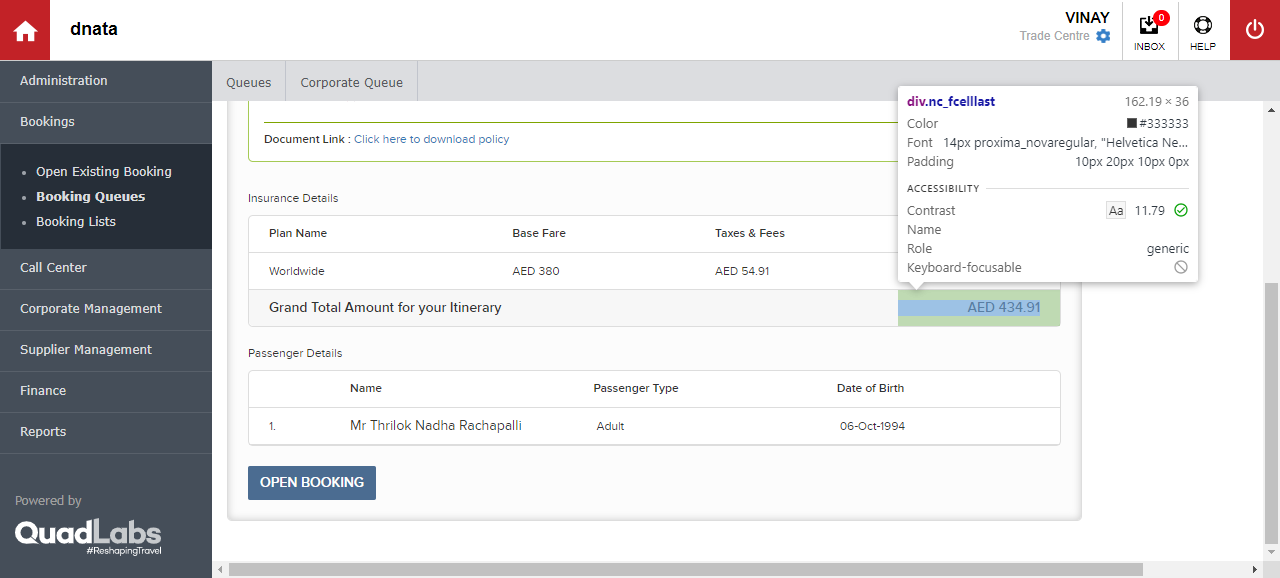 dnata
VINAY
Trade Centre
0
INBOX
HELP
Administration
Bookings
Open Existing Booking
Booking Queues
Booking Lists
Call Center
Corporate Management
Supplier Management
Finance
Reports
Powered by
QuadLabs
#ReshapingTravel
Queues
Corporate Queue
Document Link : Click here to download policy
Insurance Details
Plan Name Base Fare Taxes & Fees
Worldwide AED 380 AED 54.91
Grand Total Amount for your Itinerary AED 434.91
div.nc_fcelllast 162.19 × 36
Color #333333
Font 14px proxima_novaregular, "Helvetica Ne...
Padding 10px 20px 10px 0px
ACCESSIBILITY
Contrast Aa 11.79
Name
Role generic
Keyboard-focusable
Passenger Details
Name Passenger Type Date of Birth
1. Mr Thrilok Nadha Rachapalli Adult 06-Oct-1994
OPEN BOOKING